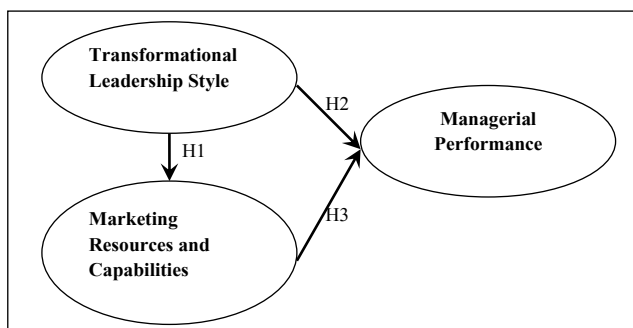 Transformational
Leadership Style
H2
Managerial
Performance
H1
H3
Marketing
Resources and
Capabilities